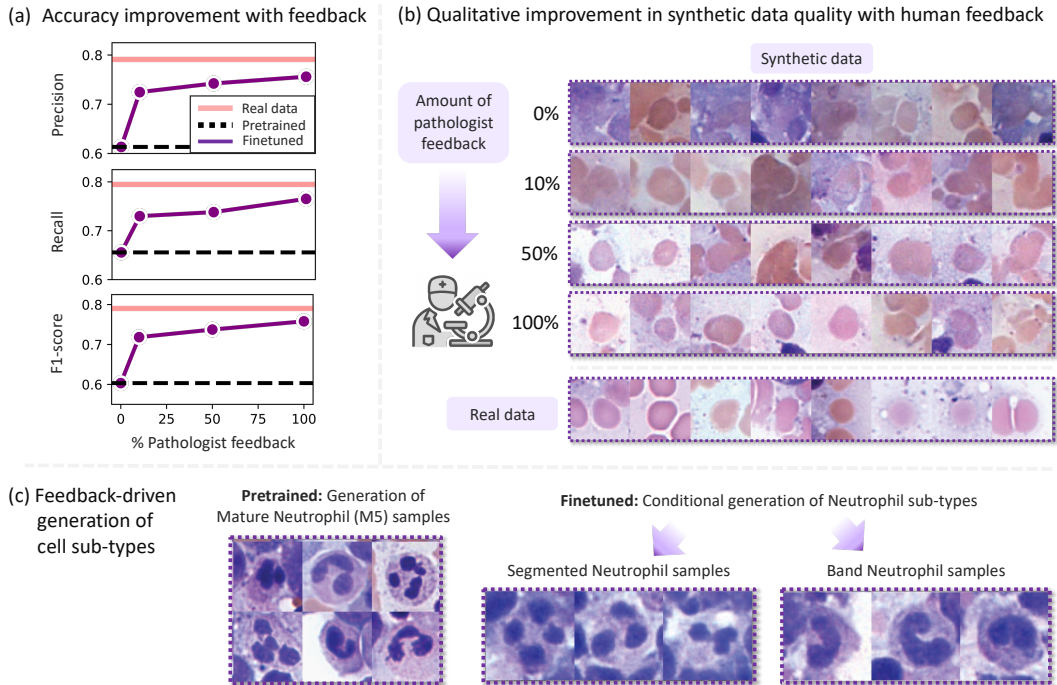 (a) Accuracy improvement with feedback
0.8
0.7
0.6
Precision
Real data
Pretrained
Finetuned
0.8
0.7
0.6
Recall
0.8
0.7
0.6
F1-score
0 50 100
% Pathologist feedback
(b) Qualitative improvement in synthetic data quality with human feedback
Synthetic data
Amount of
pathologist
feedback
0%
10%
50%
100%
Real data
(c) Feedback-driven
generation of
cell sub-types
Pretrained: Generation of
Mature Neutrophil (M5) samples
Finetuned: Conditional generation of Neutrophil sub-types
Segmented Neutrophil samples
Band Neutrophil samples